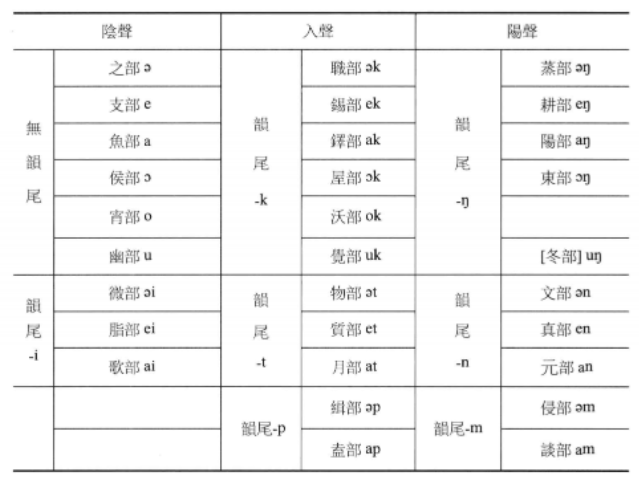 陰聲 入聲 陽聲
無韻尾 之部 ə 韻尾-k 職部 ək 韻尾-ŋ 蒸部 əŋ
支部 e 錫部 ek 耕部 eŋ
魚部 a 鐸部 ak 陽部 aŋ
侯部 ɔ 屋部 ɔk 東部 ɔŋ
宵部 o 沃部 ok
幽部 u 覺部 uk [冬部] uŋ
韻尾-i 微部 əi 韻尾-t 物部 ət 韻尾-n 文部 ən
脂部 ei 質部 et 真部 en
歌部 ai 月部 at 元部 an
韻尾-p 緝部 əp 韻尾-m 侵部 əm
盍部 ap 談部 am